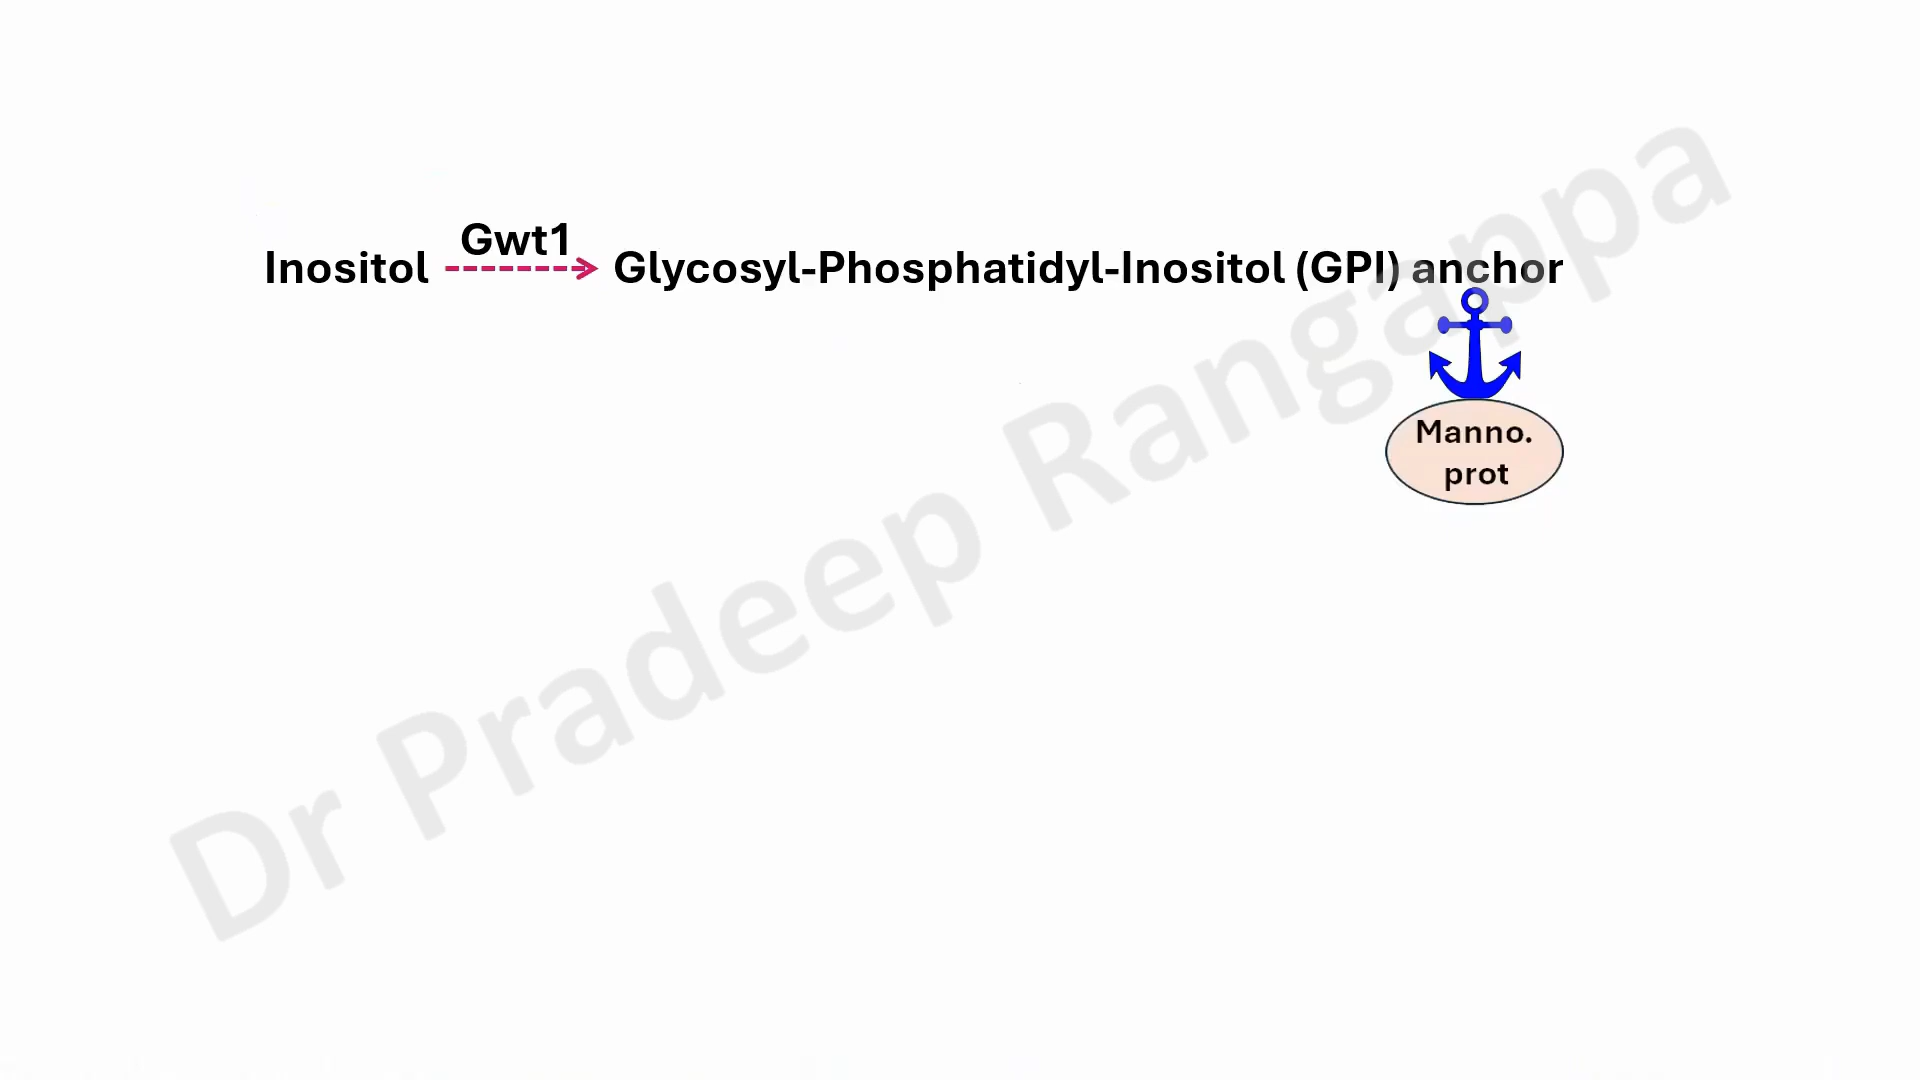 Gwt1
Inositol Glycosyl-Phosphatidyl-Inositol (GPI) anchor
Manno.
prot
Dr Pradeep Rangappa